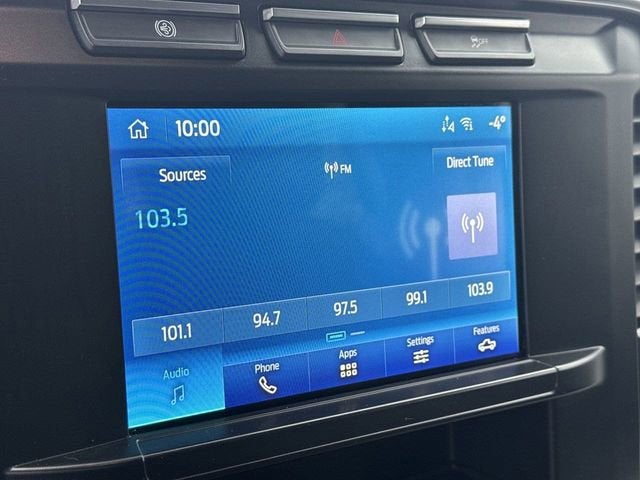 OFF
10:00
-4°
Sources
FM
Direct Tune
103.5
101.1 94.7 97.5 99.1 103.9
Audio Phone Apps Settings Features